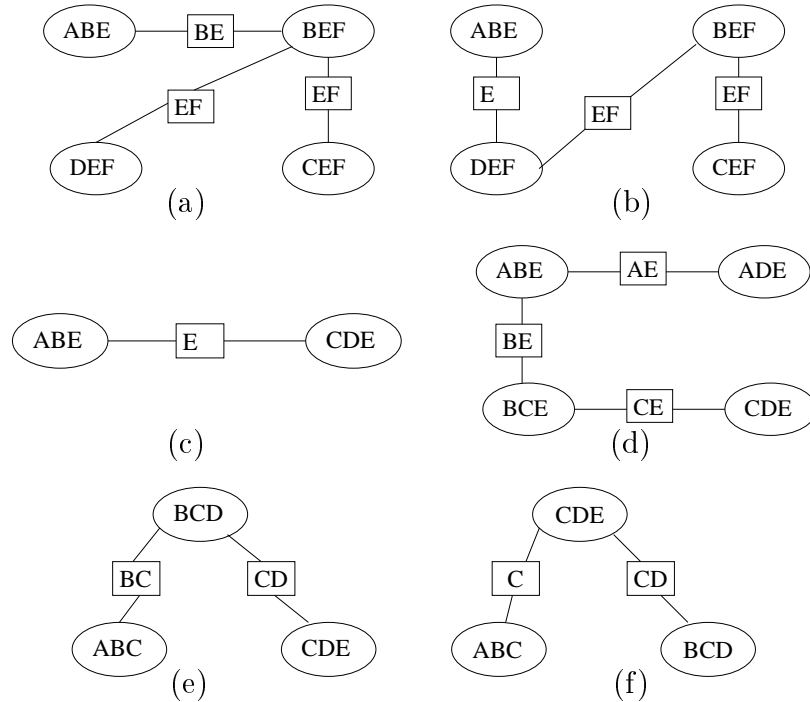 ABE BE BEF
EF EF
DEF CEF
(a)
ABE BEF
E EF EF
DEF CEF
(b)
ABE E CDE
(c)
ABE AE ADE
BE
BCE CE CDE
(d)
BCD
BC CD
ABC CDE
(e)
CDE
C CD
ABC BCD
(f)